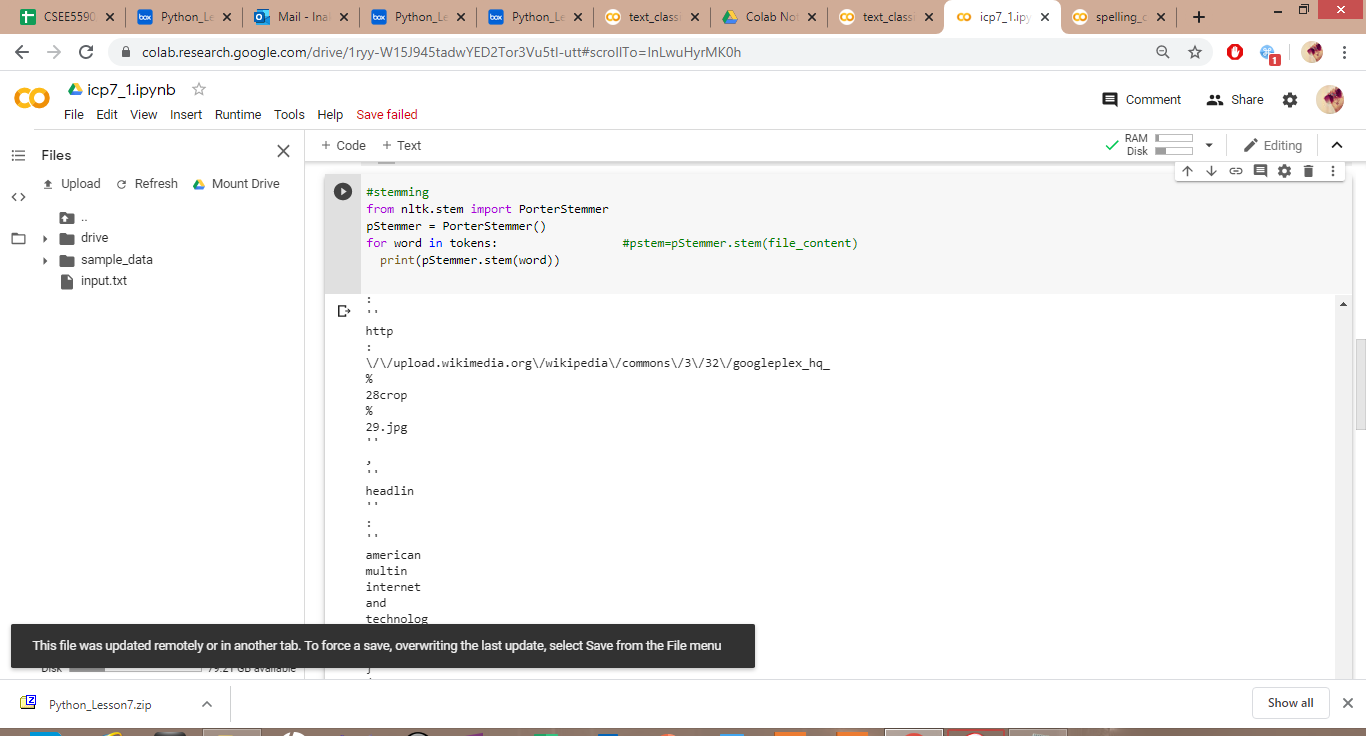 CSEE5590
Python_Le
Mail - Ina
Python_Le
Python_Le
text_classi
Colab Not
text_classi
icp7_1.ipy
spelling_c
colab.research.google.com/drive/1ryy-W15J945tadwYED2Tor3Vu5tI-utt#scrollTo=InLwuHyrMK0h
1
icp7_1.ipynb
File Edit View Insert Runtime Tools Help Save failed
Comment Share
Files
+ Code + Text
RAM
Disk
Editing
Upload Refresh Mount Drive
..
drive
sample_data
input.txt
#stemming
from nltk.stem import PorterStemmer
pStemmer = PorterStemmer()
for word in tokens: #pstem=pStemmer.stem(file_content)
print(pStemmer.stem(word))
:
''
http
:
\/\/upload.wikimedia.org\/wikipedia\/commons\/3\/32\/googleplex_hq_
%
28crop
%
29.jpg
''
,
''
headlin
''
:
''
american
multin
internet
and
technolog
This file was updated remotely or in another tab. To force a save, overwriting the last update, select Save from the File menu
Disk 79.21 GB available
Python_Lesson7.zip
Show all